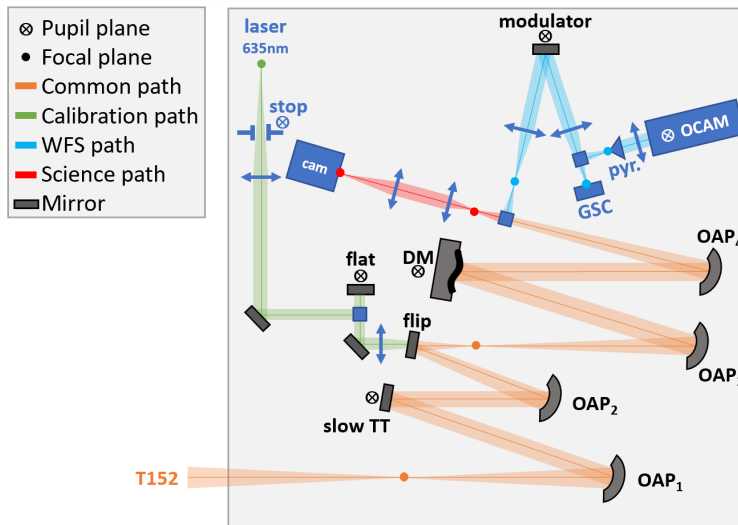 Pupil plane
Focal plane
Common path
Calibration path
WFS path
Science path
Mirror
laser
635nm
stop
cam
modulator
OCAM
pyr.
GSC
OAP
DM
flat
flip
OAP
OAP2
slow TT
OAP1
T152